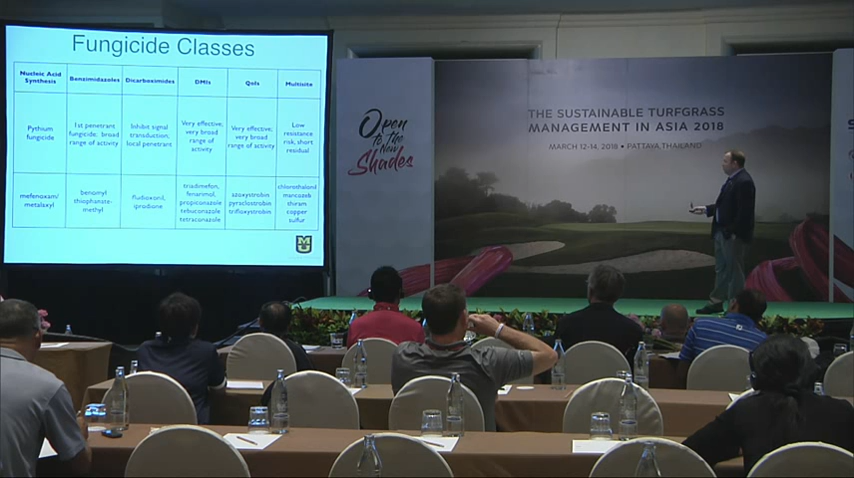 Fungicide Classes
Nucleic Acid
Synthesis
Benzimidazoles
Dicarboximides
DMIs
QoIs
Multisite
Pythium
fungicide
1st penetrant
fungicide; broad
range of activity
Inhibit signal
transduction,
local penetrant
Very effective;
very broad
range of
activity
Very effective;
very broad
range of activity
Low
resistance
risk, short
residual
mefenoxam/
metalaxyl
benomyl
thiophanate-
methyl
fludioxonil,
iprodione
triadimefon,
fenarimol,
propiconazole
tebuconazole
tetraconazole
azoxystrobin
pyraclostrobin
trifloxystrobin
chlorothalonil
mancozeb
thiram
copper
sulfur
MU
Open
to the
New
Shades
THE SUSTAINABLE TURFGRASS
MANAGEMENT IN ASIA 2018
MARCH 12-14, 2018 • PATTAYA THAILAND